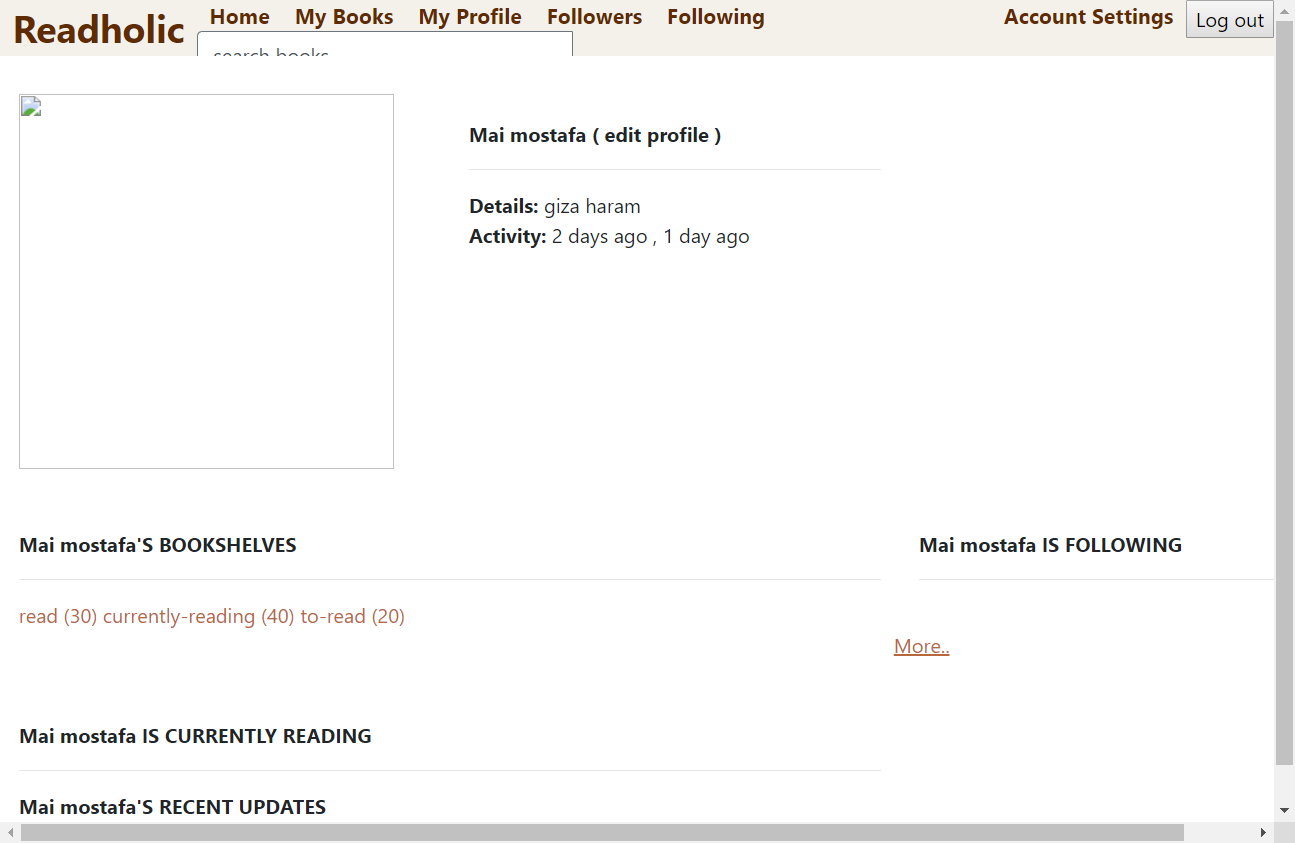 Readholic
Home My Books My Profile Followers Following
Account Settings
Log out
search books
Mai mostafa ( edit profile )
Details: giza haram
Activity: 2 days ago , 1 day ago
Mai mostafa'S BOOKSHELVES
read (30) currently-reading (40) to-read (20)
Mai mostafa IS FOLLOWING
More..
Mai mostafa IS CURRENTLY READING
Mai mostafa'S RECENT UPDATES